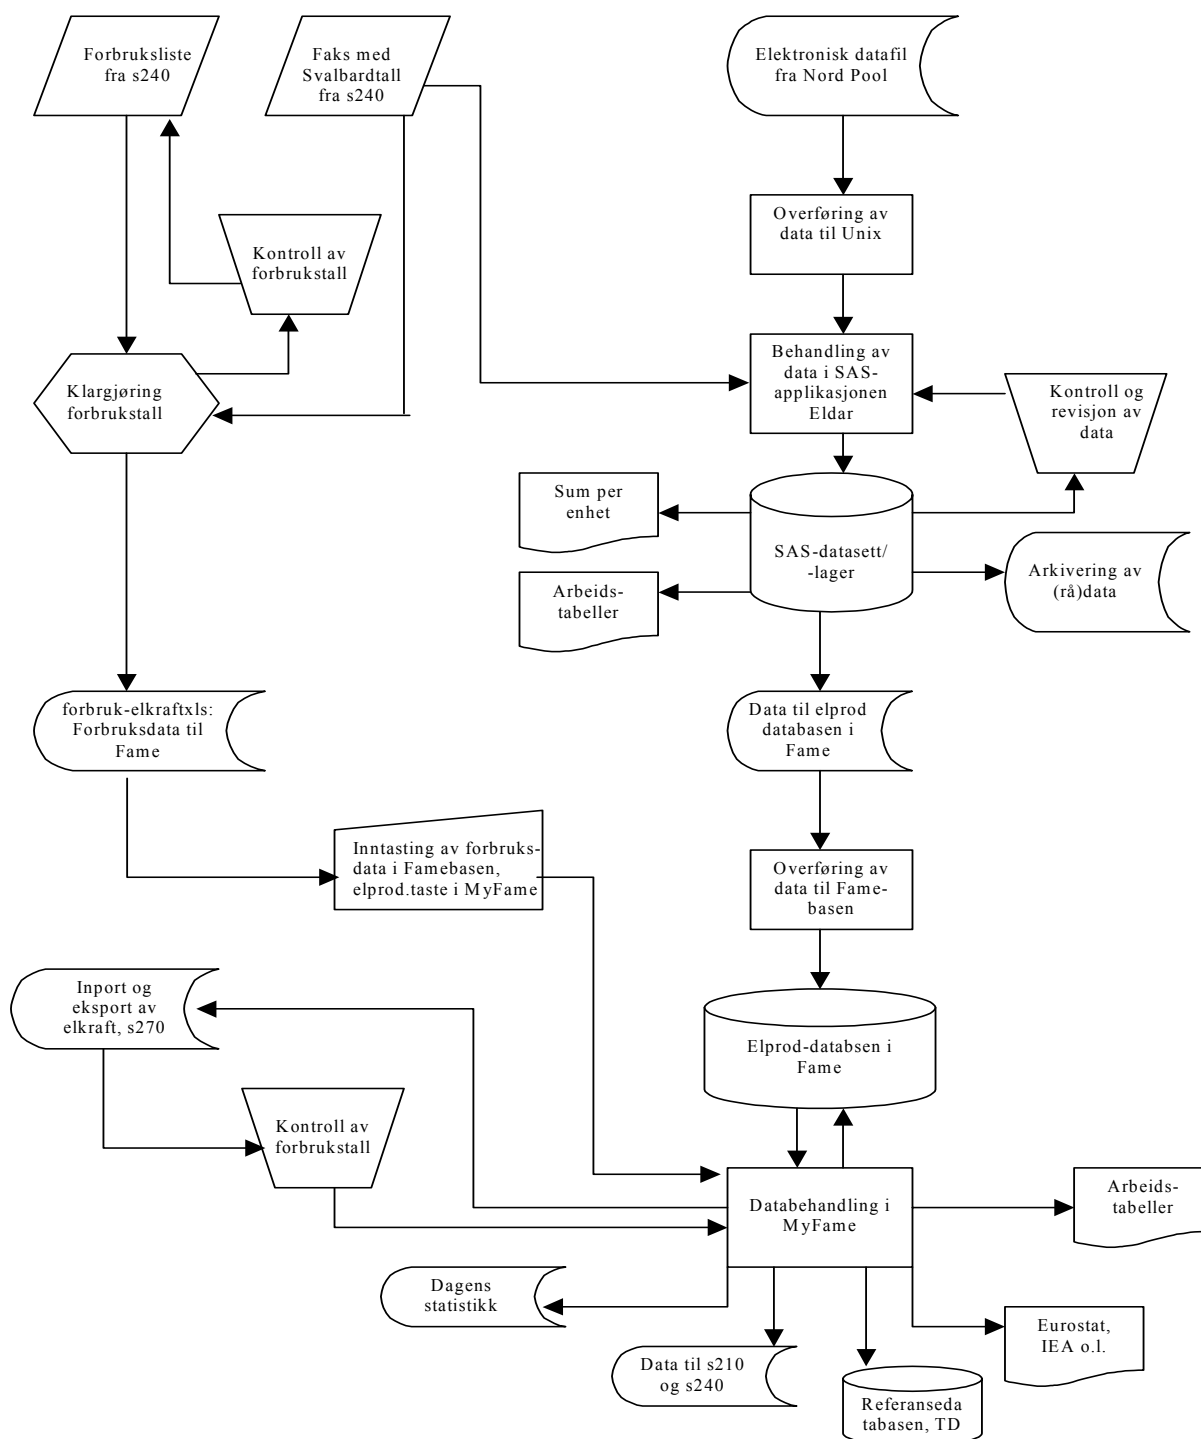 Forbruksliste
fra s240
Faks med
Svalbardtall
fra s240
Elektronisk datafil
fra Nord Pool
Overføring av
data til Unix
Kontroll av
forbrukstall
Behandling av
data i SAS-
applikasjonen
Eldar
Klargjøring
forbrukstall
Kontroll og
revisjon av
data
Sum per
enhet
SAS-datasett/
-lager
Arkivering av
(rå)data
Arbeids-
tabeller
forbruk-elkraftxls:
Forbruksdata til
Fame
Data til elprod
databasen i
Fame
Inntasting av forbruks-
data i Famebasen,
elprod.taste i MyFame
Overføring av
data til Fame-
basen
Inport og
eksport av
elkraft, s270
Elprod-databsen i
Fame
Kontroll av
forbrukstall
Databehandling i
MyFame
Arbeids-
tabeller
Dagens
statistikk
Eurostat,
IEA o.l.
Data til s210
og s240
Referanseda
tabasen, TD